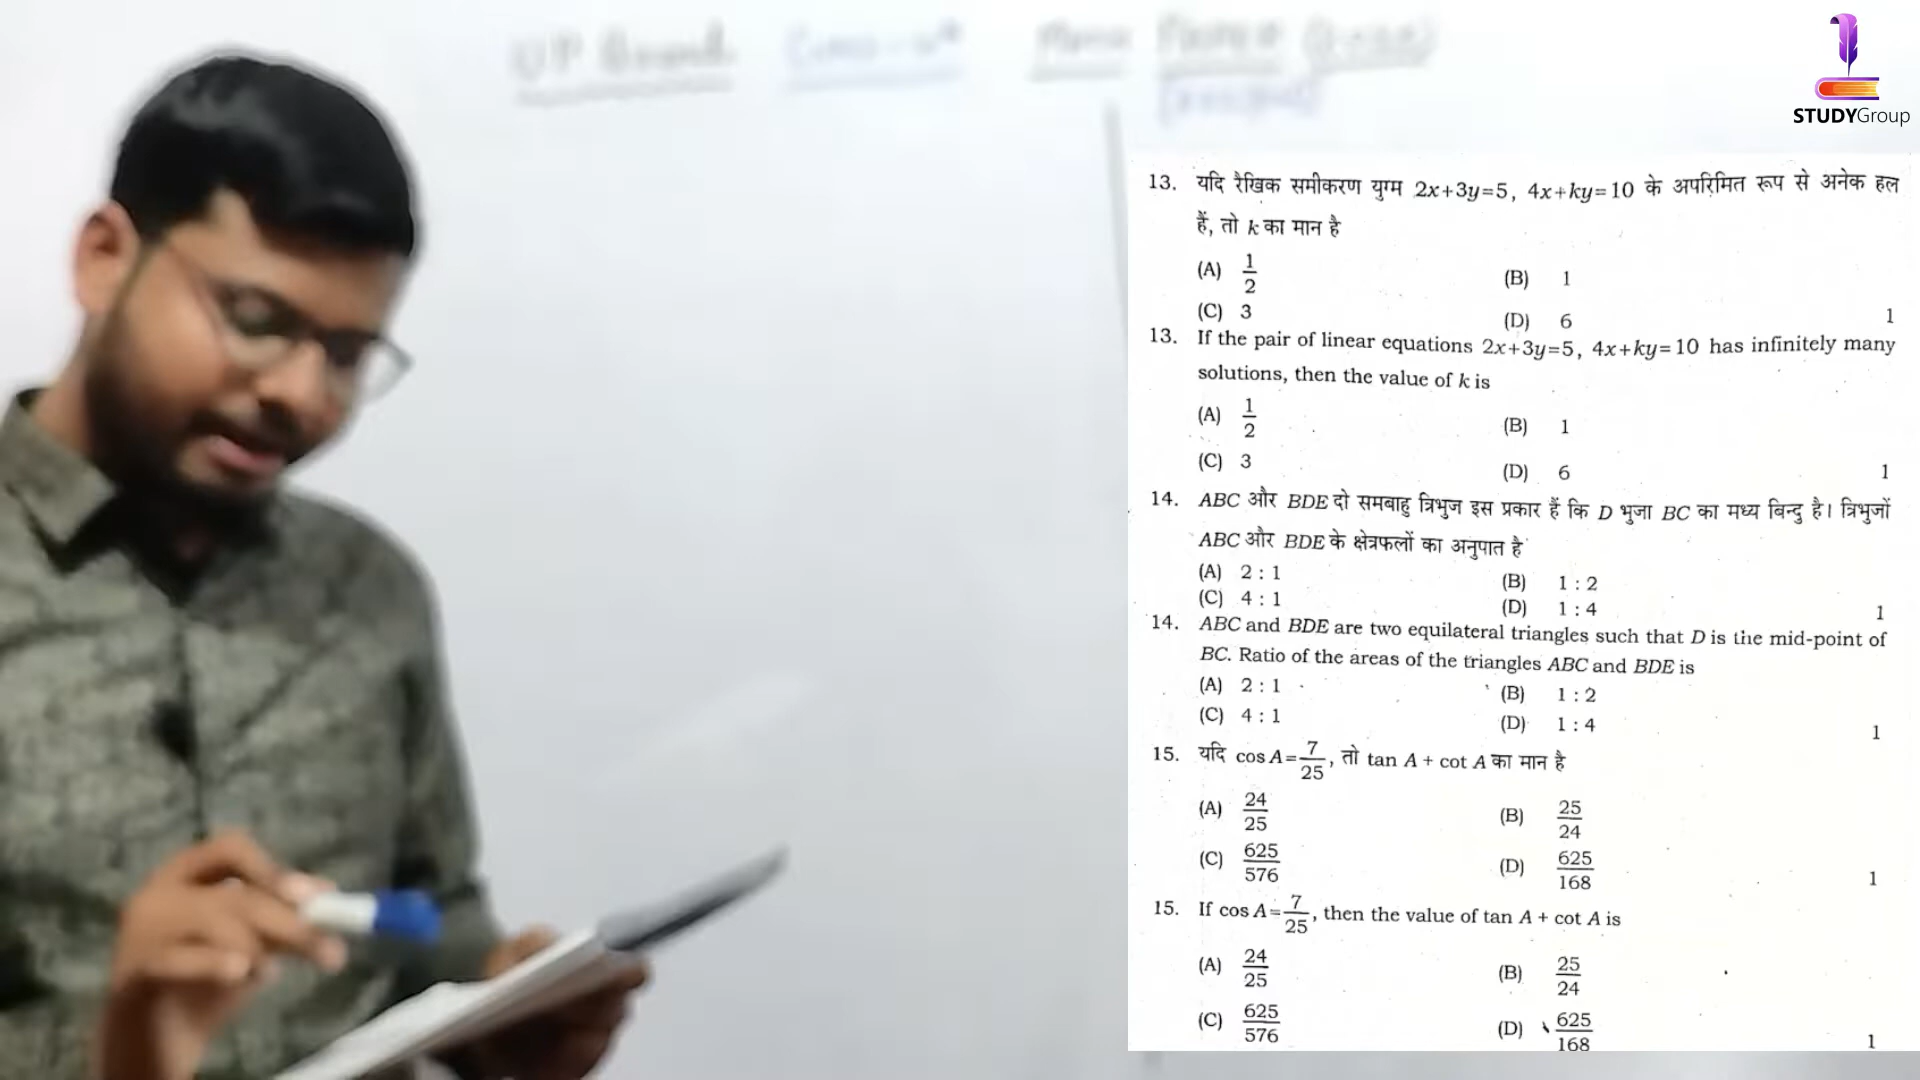 UP Board
STUDYGroup
13. यदि रैखिक समीकरण युग्म 2x+3y=5, 4x+ky=10 के अपरिमित रूप से अनेक हल
हैं, तो k का मान है
(A) 1/2 (B) 1
(C) 3 (D) 6 1
13. If the pair of linear equations 2x+3y=5, 4x+ky=10 has infinitely many
solutions, then the value of k is
(A) 1/2 (B) 1
(C) 3 (D) 6 1
14. ABC और BDE दो समबाहु त्रिभुज इस प्रकार हैं कि D भुजा BC का मध्य बिन्दु है। त्रिभुजों
ABC और BDE के क्षेत्रफलों का अनुपात है
(A) 2 : 1 (B) 1 : 2
(C) 4 : 1 (D) 1 : 4 1
14. ABC and BDE are two equilateral triangles such that D is the mid-point of
BC. Ratio of the areas of the triangles ABC and BDE is
(A) 2 : 1 (B) 1 : 2
(C) 4 : 1 (D) 1 : 4 1
15. यदि cos A=7/25, तो tan A + cot A का मान है
(A) 24/25 (B) 25/24
(C) 625/576 (D) 625/168 1
15. If cos A=7/25, then the value of tan A + cot A is
(A) 24/25 (B) 25/24
(C) 625/576 (D) 625/168 1